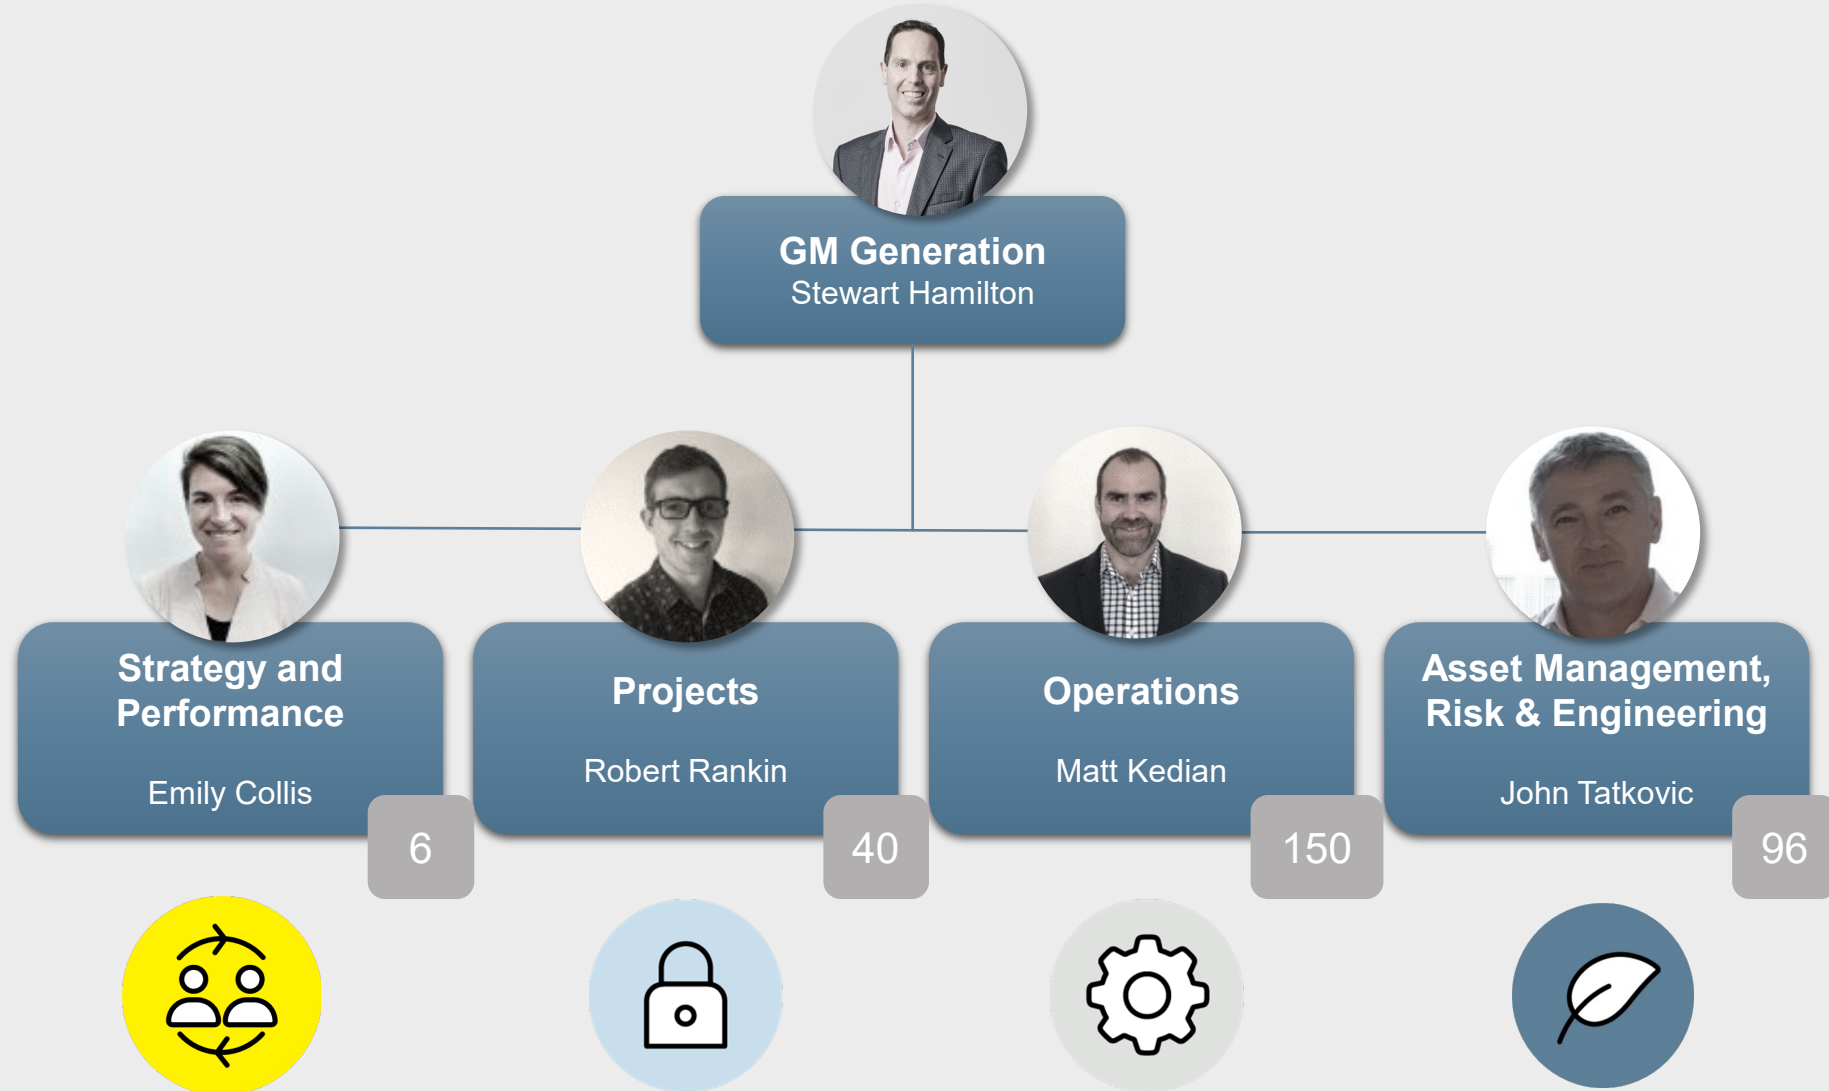 GM Generation
Stewart Hamilton
Strategy and
Performance
Emily Collis
6
Projects
Robert Rankin
40
Operations
Matt Kedian
150
Asset Management,
Risk & Engineering
John Tatkovic
96